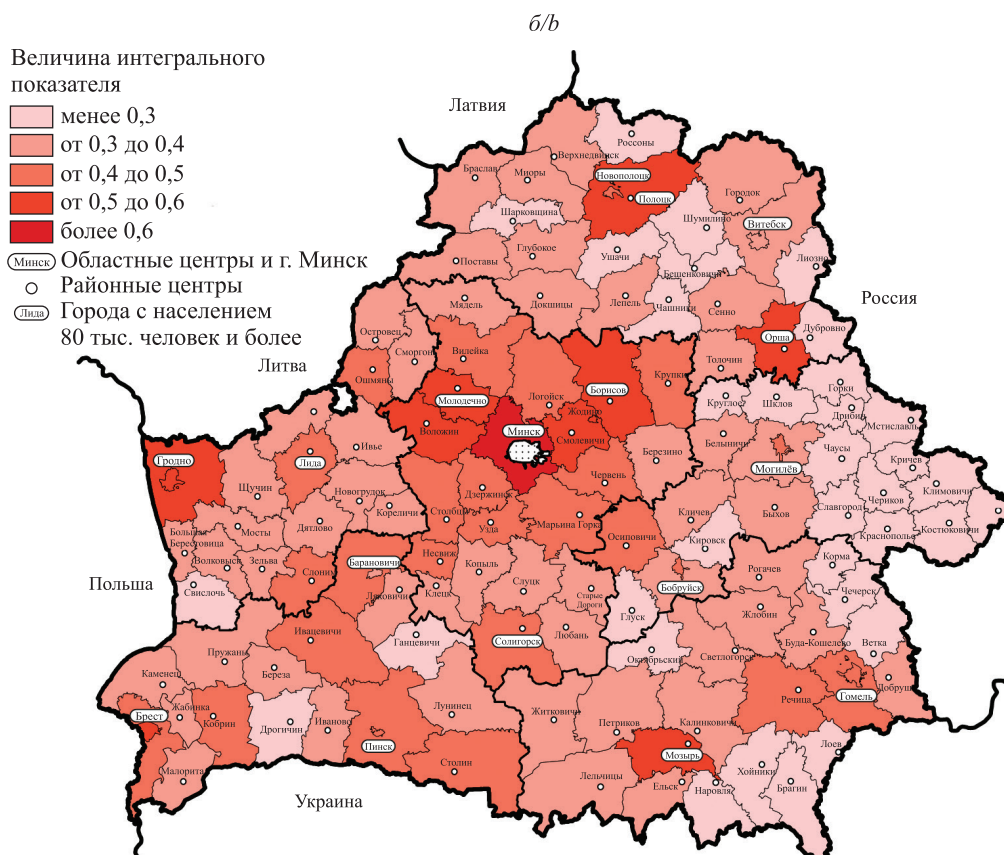 б/b
Величина интегрального
показателя
менее 0,3
от 0,3 до 0,4
от 0,4 до 0,5
от 0,5 до 0,6
более 0,6
Минск
Областные центры и г. Минск
Районные центры
Лида
Города с населением
80 тыс. человек и более
Латвия
Россия
Литва
Польша
Украина
Россоны
Верхнедвинск
Браслав
Миоры
Новополоцк
Полоцк
Городок
Шарковщина
Шумилино
Витебск
Глубокое
Ушачи
Лиозно
Поставы
Бешенковичи
Докшицы
Лепель
Чашники
Сенно
Мядель
Островец
Сморгон
Вилейка
Орша
Дубровно
Ошмяны
Толочин
Крупки
Борисов
Молодечно
Логойск
Жодино
Горки
Круглое
Шклов
Дрибин
Мстиславль
Воложин
Минск
Смолевичи
Белыничи
Чаусы
Ивье
Гродно
Лида
Березино
Могилёв
Кричев
Щучин
Червень
Климовичи
Новогрудок
Дзержинск
Чериков
Кореличи
Столбцы
Быхов
Славгород
Костюковичи
Дятлово
Узда
Марьина Горка
Кличев
Краснополье
Большая
Берестовица
Мосты
Осиповичи
Кировск
Волковыск
Зельва
Слоним
Барановичи
Несвиж
Копыль
Слуцк
Корма
Свислочь
Ляховичи
Клецк
Старые
Дороги
Бобруйск
Рогачев
Чечерск
Глуск
Жлобин
Ивацевичи
Ганцевичи
Солигорск
Любань
Буда-Кошелево
Ветка
Октябрьский
Светлогорск
Пружаны
Каменец
Береза
Гомель
Добруш
Речица
Лунинец
Брест
Жабинка
Кобрин
Дрогичин
Иваново
Житковичи
Петриков
Калинковичи
Пинск
Мозырь
Лоев
Малорита
Столин
Лельчицы
Ельск
Наровля
Хойники
Брагин